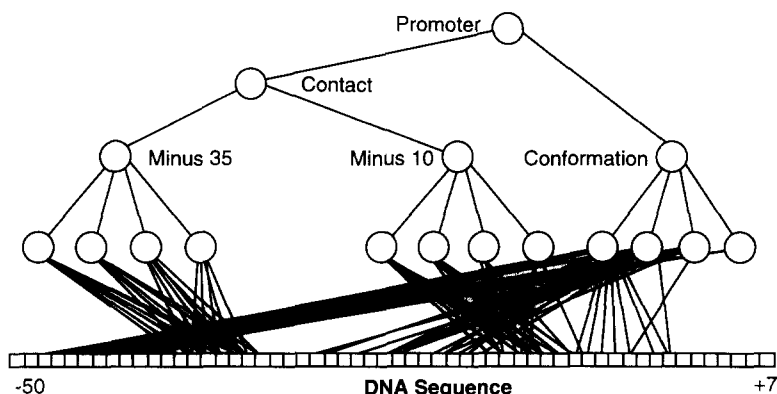 Promoter
Contact
Minus 35
Minus 10
Conformation
-50
DNA Sequence
+7